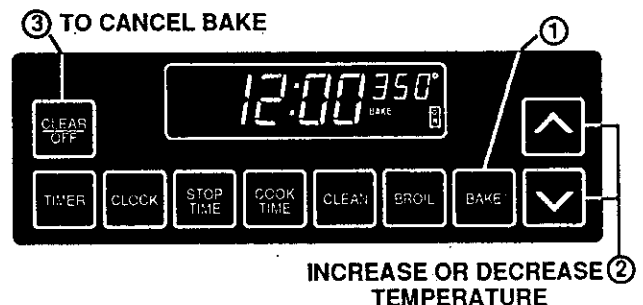 ③ TO CANCEL BAKE
①
12:00 350°
BAKE
ON
CLEAR
OFF
TIMER CLOCK STOP TIME COOK TIME CLEAN BROIL BAKE
②
INCREASE OR DECREASE
TEMPERATURE